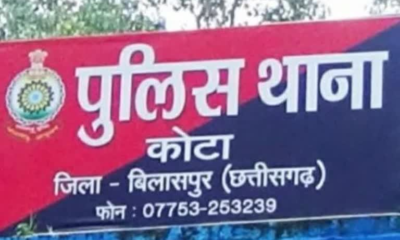 पुलिस थाना
कोटा
जिला - बिलासपुर (छत्तीसगढ़)
फोन : 07753-253239